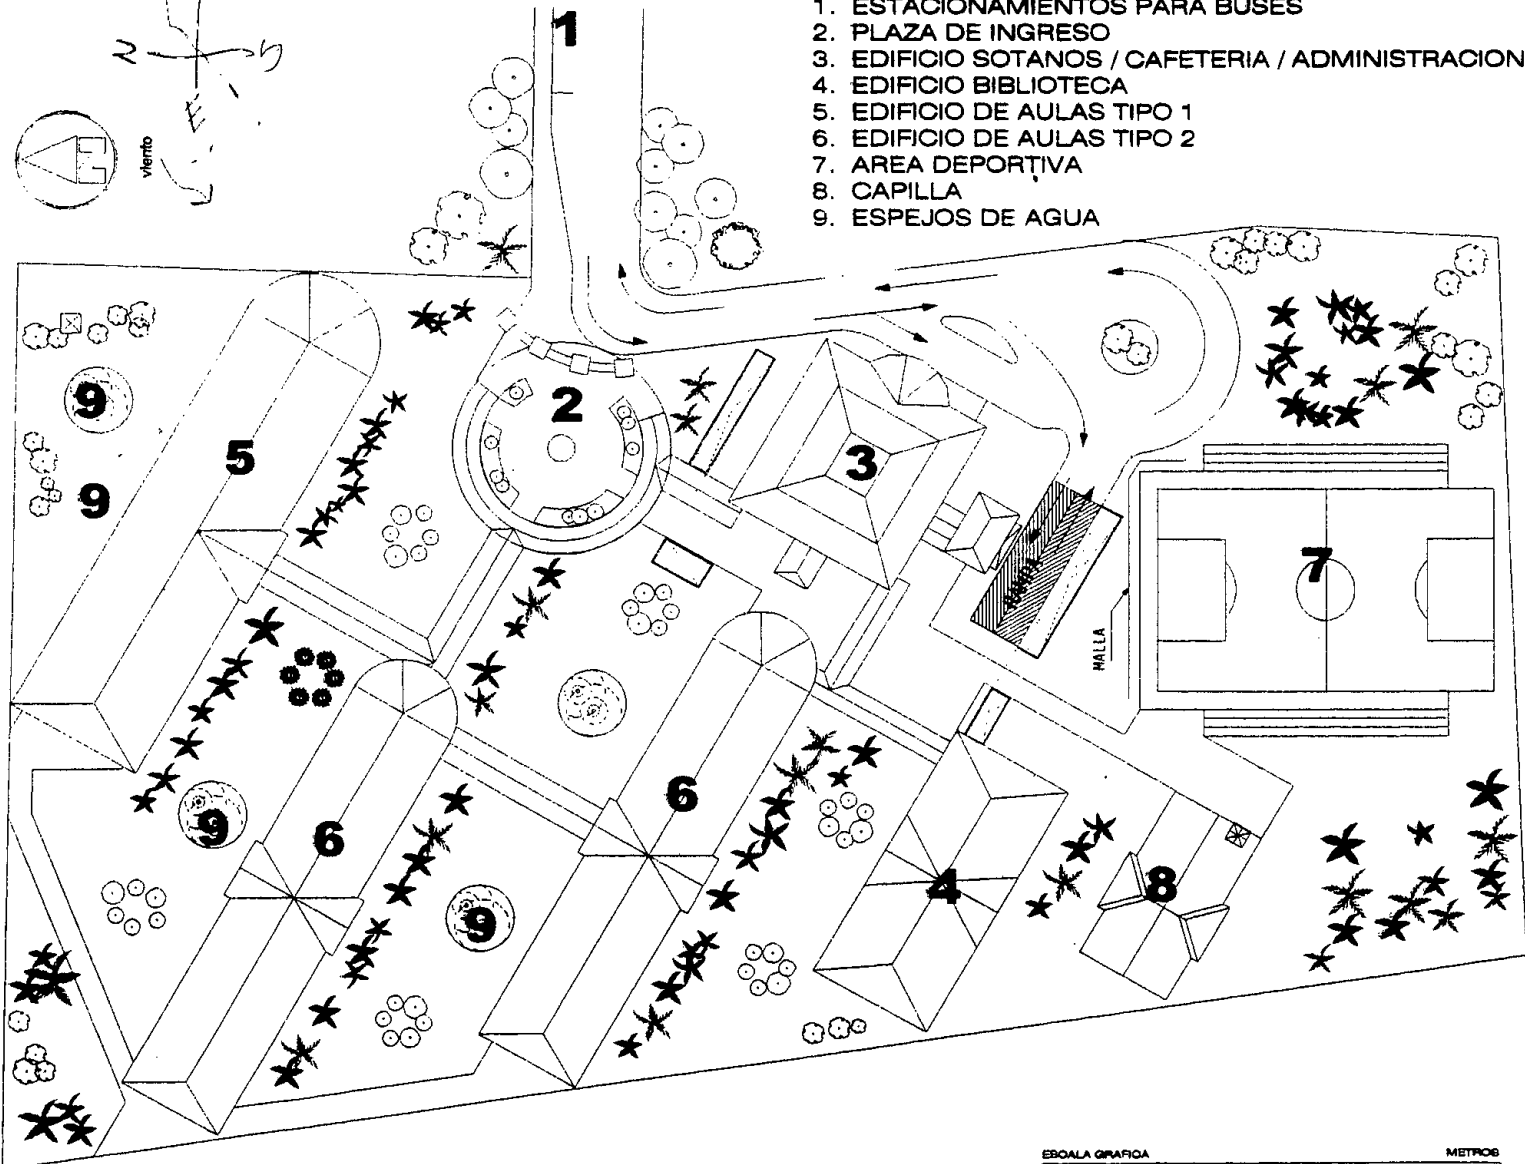 1. ESTACIONAMIENTOS PARA BUSES
2. PLAZA DE INGRESO
3. EDIFICIO SOTANOS / CAFETERIA / ADMINISTRACION
4. EDIFICIO BIBLIOTECA
5. EDIFICIO DE AULAS TIPO 1
6. EDIFICIO DE AULAS TIPO 2
7. AREA DEPORTIVA
8. CAPILLA
9. ESPEJOS DE AGUA
viento
1
2
3
9
5
9
7
RAMPA
MALLA
6
9
6
4
8
9
ESCALA GRAFICA METROS